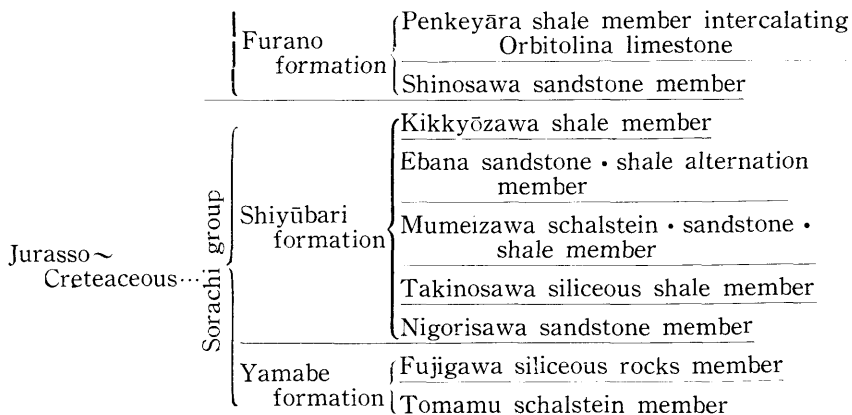 Furano
formation
Penkeyāra shale member intercalating
Orbitolina limestone
Shinosawa sandstone member
Jurasso~
Creteaceous…
Sorachi group
Shiyūbari
formation
Kikkyōzawa shale member
Ebana sandstone・shale alternation
member
Mumeizawa schalstein・sandstone・
shale member
Takinosawa siliceous shale member
Nigorisawa sandstone member
Yamabe
formation
Fujigawa siliceous rocks member
Tomamu schalstein member